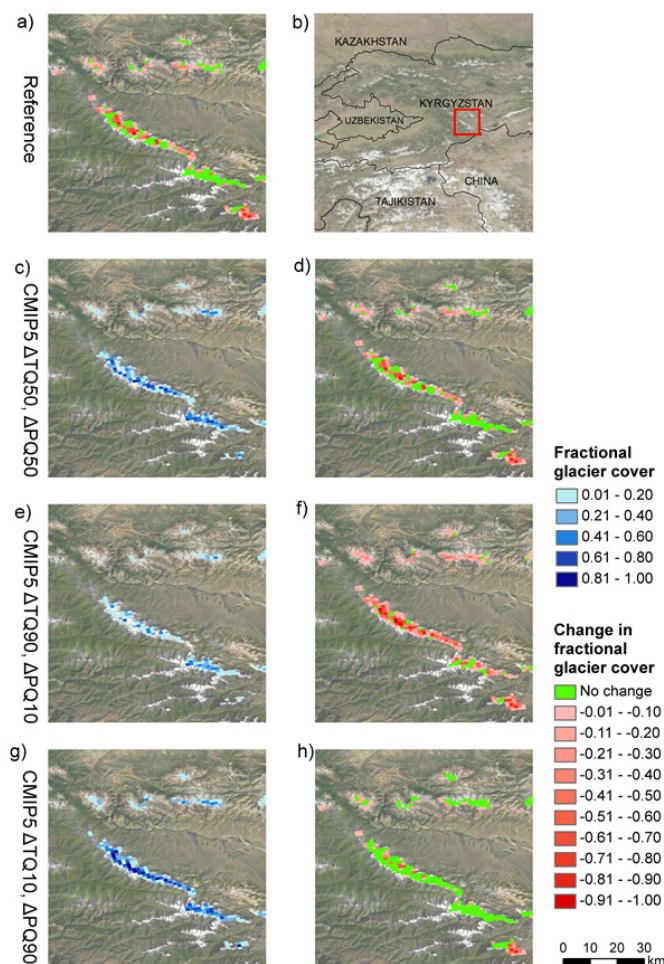 a)
b)
Reference
KAZAKHSTAN
KYRGYZSTAN
UZBEKISTAN
CHINA
TAJIKISTAN
c)
d)
CMIP5 ΔTQ50, ΔPQ50
e)
f)
CMIP5 ΔTQ90, ΔPQ10
g)
h)
CMIP5 ΔTQ10, ΔPQ90
Fractional
glacier cover
0.01 - 0.20
0.21 - 0.40
0.41 - 0.60
0.61 - 0.80
0.81 - 1.00
Change in
fractional
glacier cover
No change
-0.01 - -0.10
-0.11 - -0.20
-0.21 - -0.30
-0.31 - -0.40
-0.41 - -0.50
-0.51 - -0.60
-0.61 - -0.70
-0.71 - -0.80
-0.81 - -0.90
-0.91 - -1.00
0 10 20 30
km